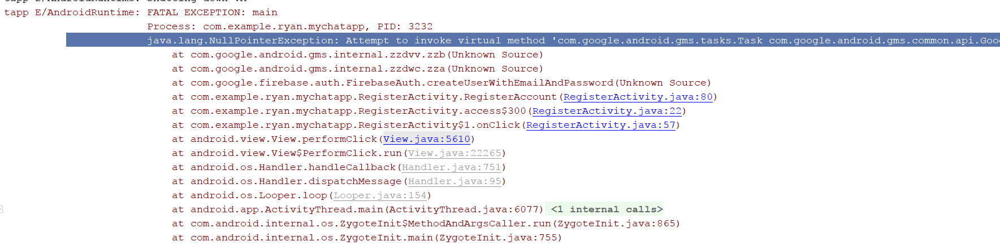 tapp E/AndroidRuntime: FATAL EXCEPTION: main
Process: com.example.ryan.mychatapp, PID: 3232
java.lang.NullPointerException: Attempt to invoke virtual method 'com.google.android.gms.tasks.Task com.google.android.gms.common.api.Goo
at com.google.android.gms.internal.zzdvv.zzb(Unknown Source)
at com.google.android.gms.internal.zzdwc.zza(Unknown Source)
at com.google.firebase.auth.FirebaseAuth.createUserWithEmailAndPassword(Unknown Source)
at com.example.ryan.mychatapp.RegisterActivity.RegisterAccount(RegisterActivity.java:80)
at com.example.ryan.mychatapp.RegisterActivity.access$300(RegisterActivity.java:22)
at com.example.ryan.mychatapp.RegisterActivity$1.onClick(RegisterActivity.java:57)
at android.view.View.performClick(View.java:5610)
at android.view.View$PerformClick.run(View.java:22265)
at android.os.Handler.handleCallback(Handler.java:751)
at android.os.Handler.dispatchMessage(Handler.java:95)
at android.os.Looper.loop(Looper.java:154)
at android.app.ActivityThread.main(ActivityThread.java:6077) <1 internal calls>
at com.android.internal.os.ZygoteInit$MethodAndArgsCaller.run(ZygoteInit.java:865)
at com.android.internal.os.ZygoteInit.main(ZygoteInit.java:755)